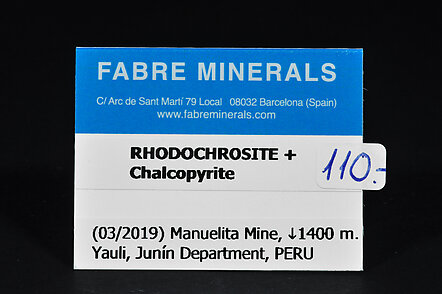 FABRE MINERALS
C/ Arc de Sant Martí 79 Local 08032 Barcelona (Spain)
www.fabreminerals.com
RHODOCHROSITE +
Chalcopyrite
110.-
(03/2019) Manuelita Mine, ↓1400 m.
Yauli, Junín Department, PERU